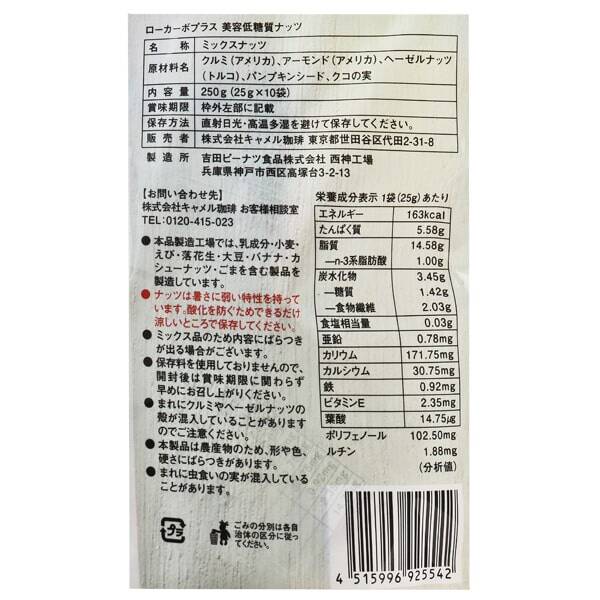 ローカーボプラス 美容低糖質ナッツ
名 称 ミックスナッツ
原材料名 クルミ(アメリカ)、アーモンド(アメリカ)、ヘーゼルナッツ
(トルコ)、パンプキンシード、クコの実
内 容 量 250g(25g×10袋)
賞味期限 枠外左部に記載
保存方法 直射日光・高温多湿を避けて保存してください。
販 売 者 株式会社キャメル珈琲 東京都世田谷区代田2-31-8
製 造 所 吉田ピーナツ食品株式会社 西神工場
兵庫県神戸市西区高塚台3-2-13
【お問い合わせ先】
株式会社キャメル珈琲 お客様相談室
TEL:0120-415-023
● 本品製造工場では、乳成分・小麦・
えび・落花生・大豆・バナナ・カ
シューナッツ・ごまを含む製品を
製造しています。
● ナッツは暑さに弱い特性を持って
います。酸化を防ぐためできるだけ
涼しいところで保存してください。
● ミックス品のため内容にばらつき
が出る場合がございます。
● 保存料を使用しておりませんので、
開封後は賞味期限に関わらず
早めにお召し上がりください。
● まれにクルミやヘーゼルナッツの
殻が混入していることがあります
のでご注意ください。
● 本製品は農産物のため、形や色、
硬さにばらつきがあります。
● まれに虫食いの実が混入している
ことがあります。
栄養成分表示 1袋(25g)あたり
エネルギー 163kcal
たんぱく質 5.58g
脂質 14.58g
―n-3系脂肪酸 1.00g
炭水化物 3.45g
―糖質 1.42g
―食物繊維 2.03g
食塩相当量 0.03g
亜鉛 0.78mg
カリウム 171.75mg
カルシウム 30.75mg
鉄 0.92mg
ビタミンE 2.35mg
葉酸 14.75μg
ポリフェノール 102.50mg
ルチン 1.88mg
(分析値)
プラ
ごみの分別は各自
治体の区分に従っ
てください。
4 515996 925542